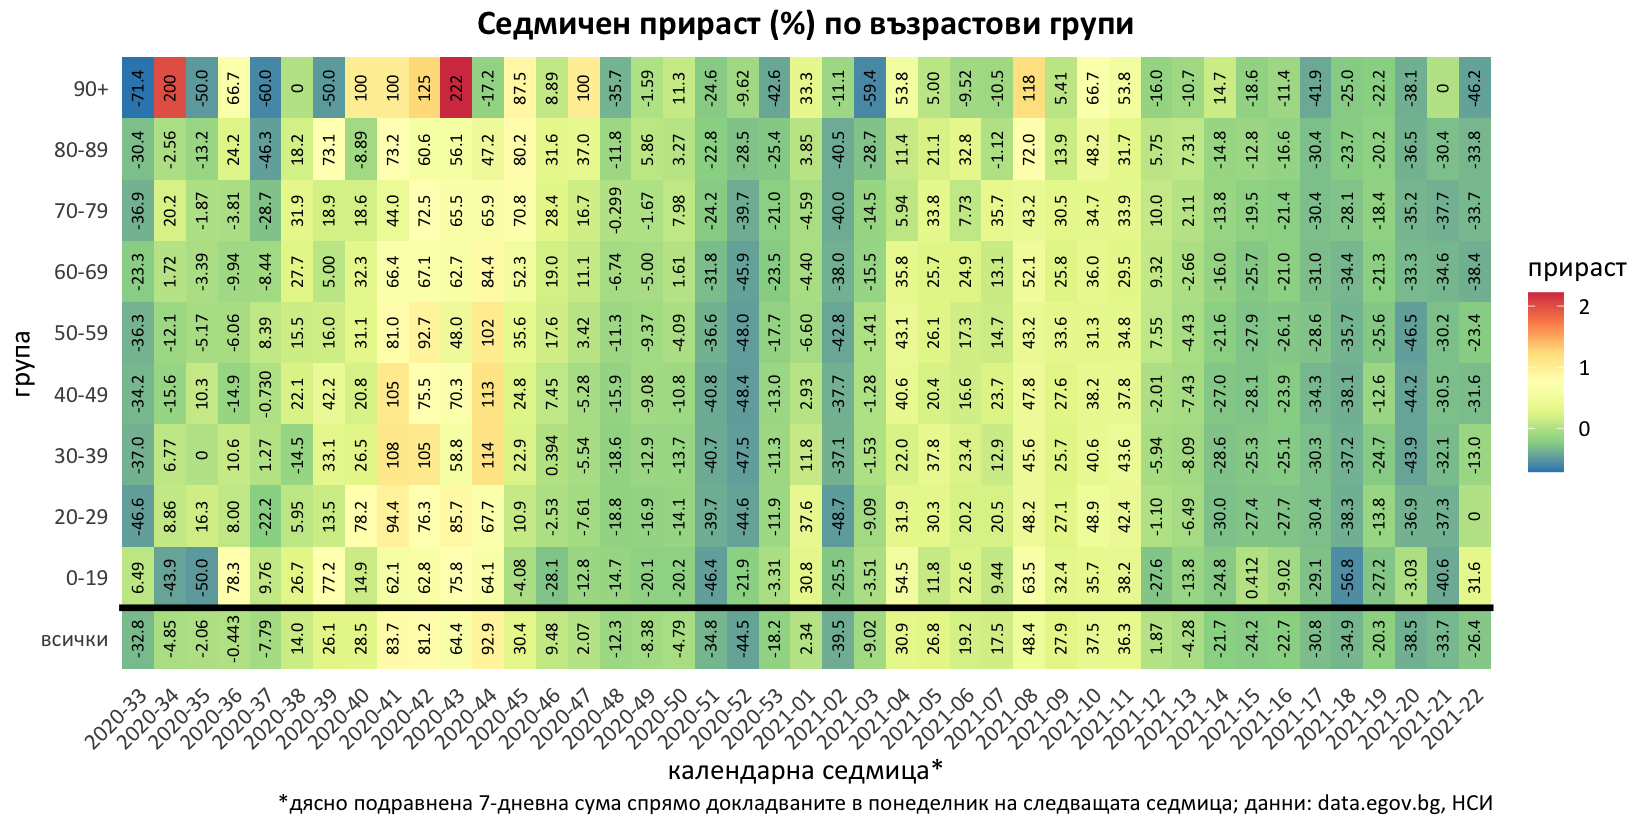 Седмичен прираст (%) по възрастови групи
90+ -71.4 200 -50.0 66.7 -60.0 0 -50.0 100 100 125 222 -17.2 87.5 8.89 100 -35.7 -1.59 11.3 -24.6 -9.62 -42.6 33.3 -11.1 -59.4 53.8 5.00 -9.52 -10.5 118 5.41 66.7 53.8 -16.0 -10.7 14.7 -18.6 -11.4 -41.9 -25.0 -22.2 -38.1 0 -46.2
80-89 -30.4 -2.56 -13.2 24.2 -46.3 18.2 73.1 -8.89 73.2 60.6 56.1 47.2 80.2 31.6 37.0 -11.8 5.86 3.27 -22.8 -28.5 -25.4 3.85 -40.5 -28.7 11.4 21.1 32.8 -1.12 72.0 13.9 48.2 31.7 5.75 7.31 -14.8 -12.8 -16.6 -30.4 -23.7 -20.2 -36.5 -30.4 -33.8
70-79 -36.9 20.2 -1.87 -3.81 -28.7 31.9 18.9 18.6 44.0 72.5 65.5 65.9 70.8 28.4 16.7 -0.299 -1.67 7.98 -24.2 -39.7 -21.0 -4.59 -40.0 -14.5 5.94 33.8 7.73 35.7 43.2 30.5 34.7 33.9 10.0 2.11 -13.8 -19.5 -21.4 -30.4 -28.1 -18.4 -35.2 -37.7 -33.7
60-69 -23.3 1.72 -3.39 -9.94 -8.44 27.7 5.00 32.3 66.4 67.1 62.7 84.4 52.3 19.0 11.1 -6.74 -5.00 1.61 -31.8 -45.9 -23.5 -4.40 -38.0 -15.5 35.8 25.7 24.9 13.1 52.1 25.8 36.0 29.5 9.32 -2.66 -16.0 -25.7 -21.0 -31.0 -34.4 -21.3 -33.3 -34.6 -38.4
50-59 -36.3 -12.1 -5.17 -6.06 8.39 15.5 16.0 31.1 81.0 92.7 48.0 102 35.6 17.6 3.42 -11.3 -9.37 -4.09 -36.6 -48.0 -17.7 -6.60 -42.8 -1.41 43.1 26.1 17.3 14.7 43.2 33.6 31.3 34.8 7.55 -4.43 -21.6 -27.9 -26.1 -28.6 -35.7 -25.6 -46.5 -30.2 -23.4
40-49 -34.2 -15.6 10.3 -14.9 -0.730 22.1 42.2 20.8 105 75.5 70.3 113 24.8 7.45 -5.28 -15.9 -9.08 -10.8 -40.8 -48.4 -13.0 2.93 -37.7 -1.28 40.6 20.4 16.6 23.7 47.8 27.6 38.2 37.8 -2.01 -7.43 -27.0 -28.1 -23.9 -34.3 -38.1 -12.6 -44.2 -30.5 -31.6
30-39 -37.0 6.77 0 10.6 1.27 -14.5 33.1 26.5 108 105 58.8 114 22.9 0.394 -5.54 -18.6 -12.9 -13.7 -40.7 -47.5 -11.3 11.8 -37.1 -1.53 22.0 37.8 23.4 12.9 45.6 25.7 40.6 43.6 -5.94 -8.09 -28.6 -25.3 -25.1 -30.3 -37.2 -24.7 -43.9 -32.1 -13.0
20-29 -46.6 8.86 16.3 8.00 -22.2 5.95 13.5 78.2 94.4 76.3 85.7 67.7 10.9 -2.53 -7.61 -18.8 -16.9 -14.1 -39.7 -44.6 -11.9 37.6 -48.7 -9.09 31.9 30.3 20.2 20.5 48.2 27.1 48.9 42.4 -1.10 -6.49 -30.0 -27.4 -27.7 -30.4 -38.3 -13.8 -36.9 -37.3 0
0-19 6.49 -43.9 -50.0 78.3 9.76 26.7 77.2 14.9 62.1 62.8 75.8 64.1 -4.08 -28.1 -12.8 -14.7 -20.1 -20.2 -46.4 -21.9 -3.31 30.8 -25.5 -3.51 54.5 11.8 22.6 9.44 63.5 32.4 35.7 38.2 -27.6 -13.8 -24.8 0.412 -9.02 -29.1 -56.8 -27.2 -3.03 -40.6 31.6
всички -32.8 -4.85 -2.06 -0.443 -7.79 14.0 26.1 28.5 83.7 81.2 64.4 92.9 30.4 9.48 2.07 -12.3 -8.38 -4.79 -34.8 -44.5 -18.2 2.34 -39.5 -9.02 30.9 26.8 19.2 17.5 48.4 27.9 37.5 36.3 1.87 -4.28 -21.7 -24.2 -22.7 -30.8 -34.9 -20.3 -38.5 -33.7 -26.4
2020-33 2020-34 2020-35 2020-36 2020-37 2020-38 2020-39 2020-40 2020-41 2020-42 2020-43 2020-44 2020-45 2020-46 2020-47 2020-48 2020-49 2020-50 2020-51 2020-52 2020-53 2021-01 2021-02 2021-03 2021-04 2021-05 2021-06 2021-07 2021-08 2021-09 2021-10 2021-11 2021-12 2021-13 2021-14 2021-15 2021-16 2021-17 2021-18 2021-19 2021-20 2021-21 2021-22
група
календарна седмица*
*дясно подравнена 7-дневна сума спрямо докладваните в понеделник на следващата седмица; данни: data.egov.bg, НСИ
прираст
2
1
0